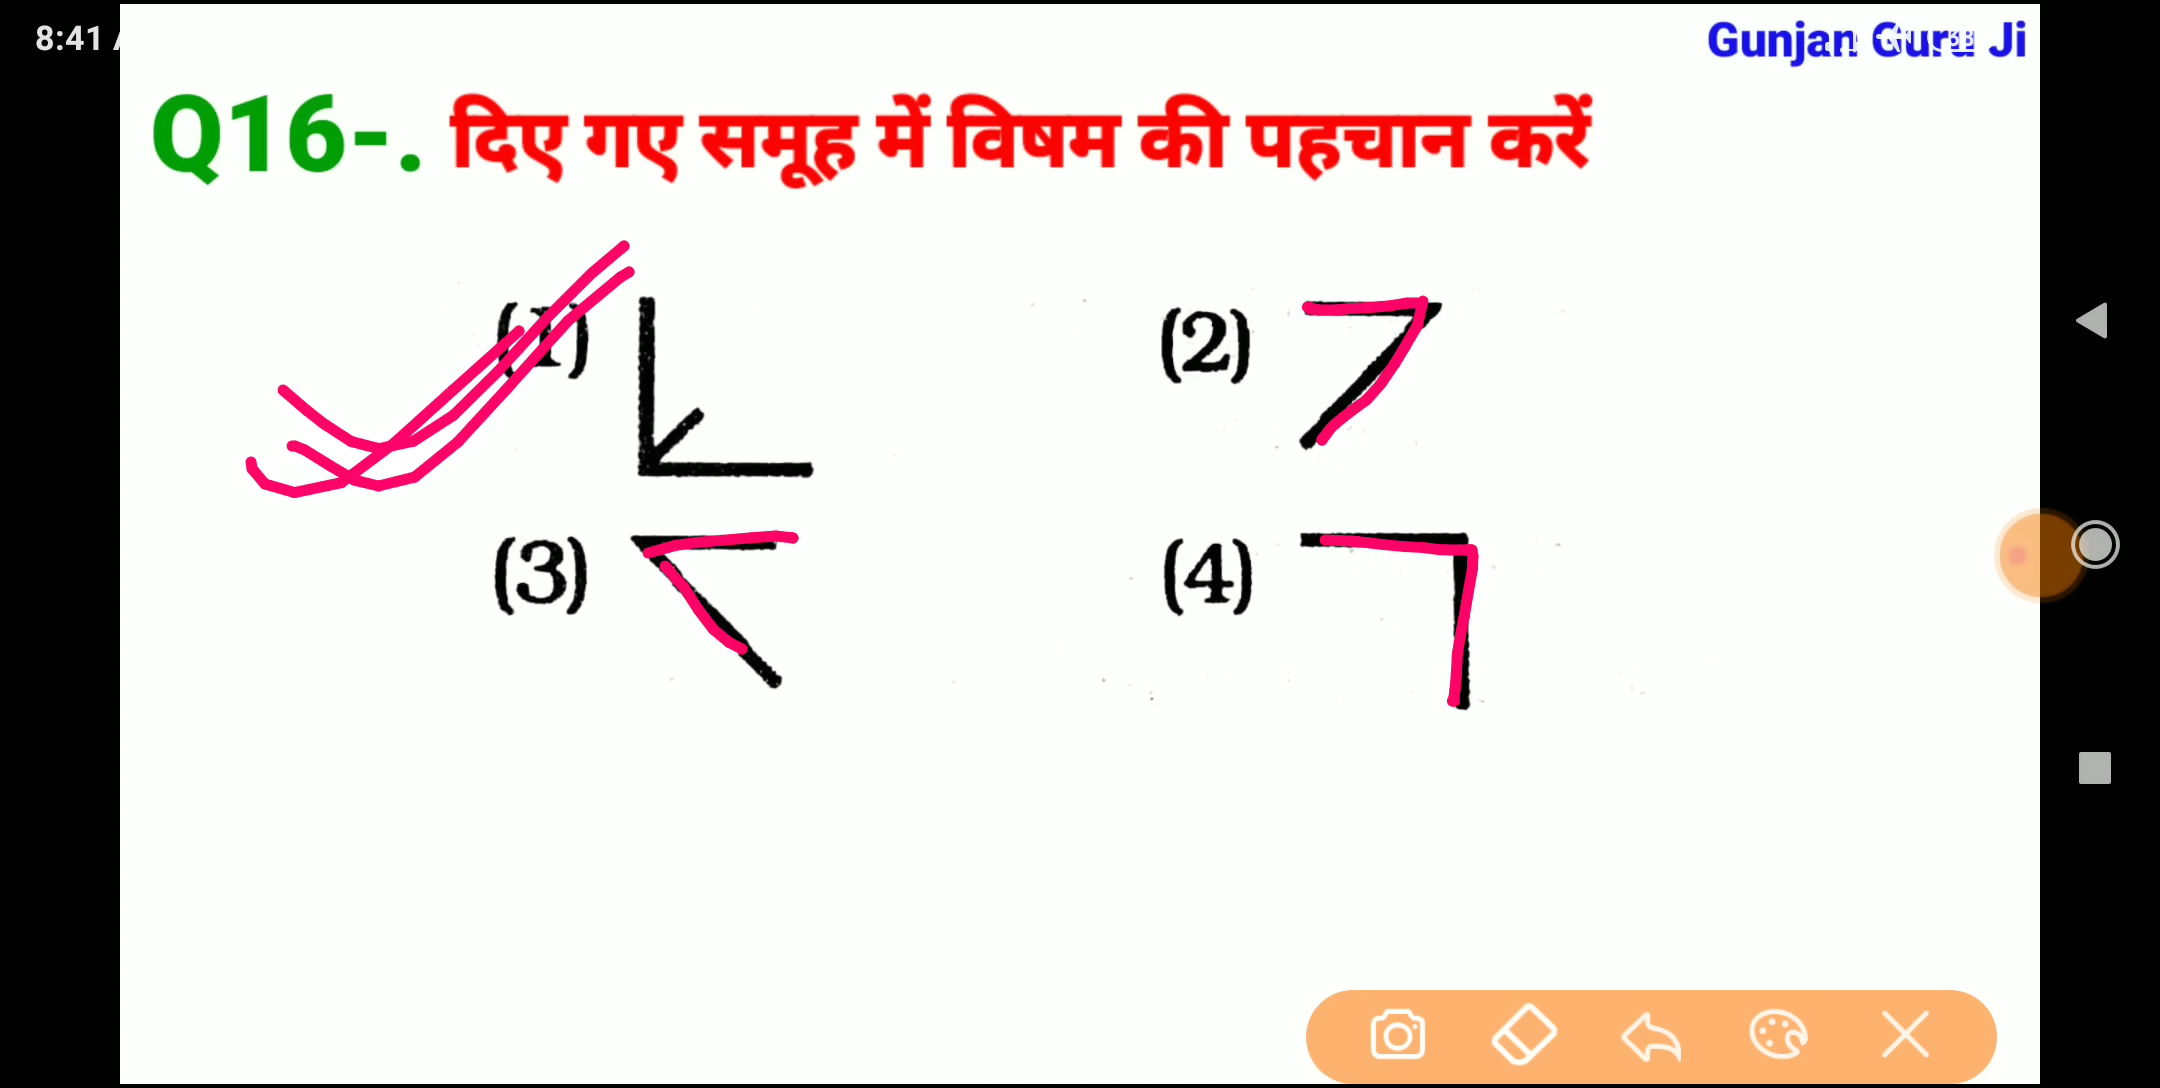 8:41
Gunjan Guru Ji
Q16-. दिए गए समूह में विषम की पहचान करें
(1)
(2)
(3)
(4)